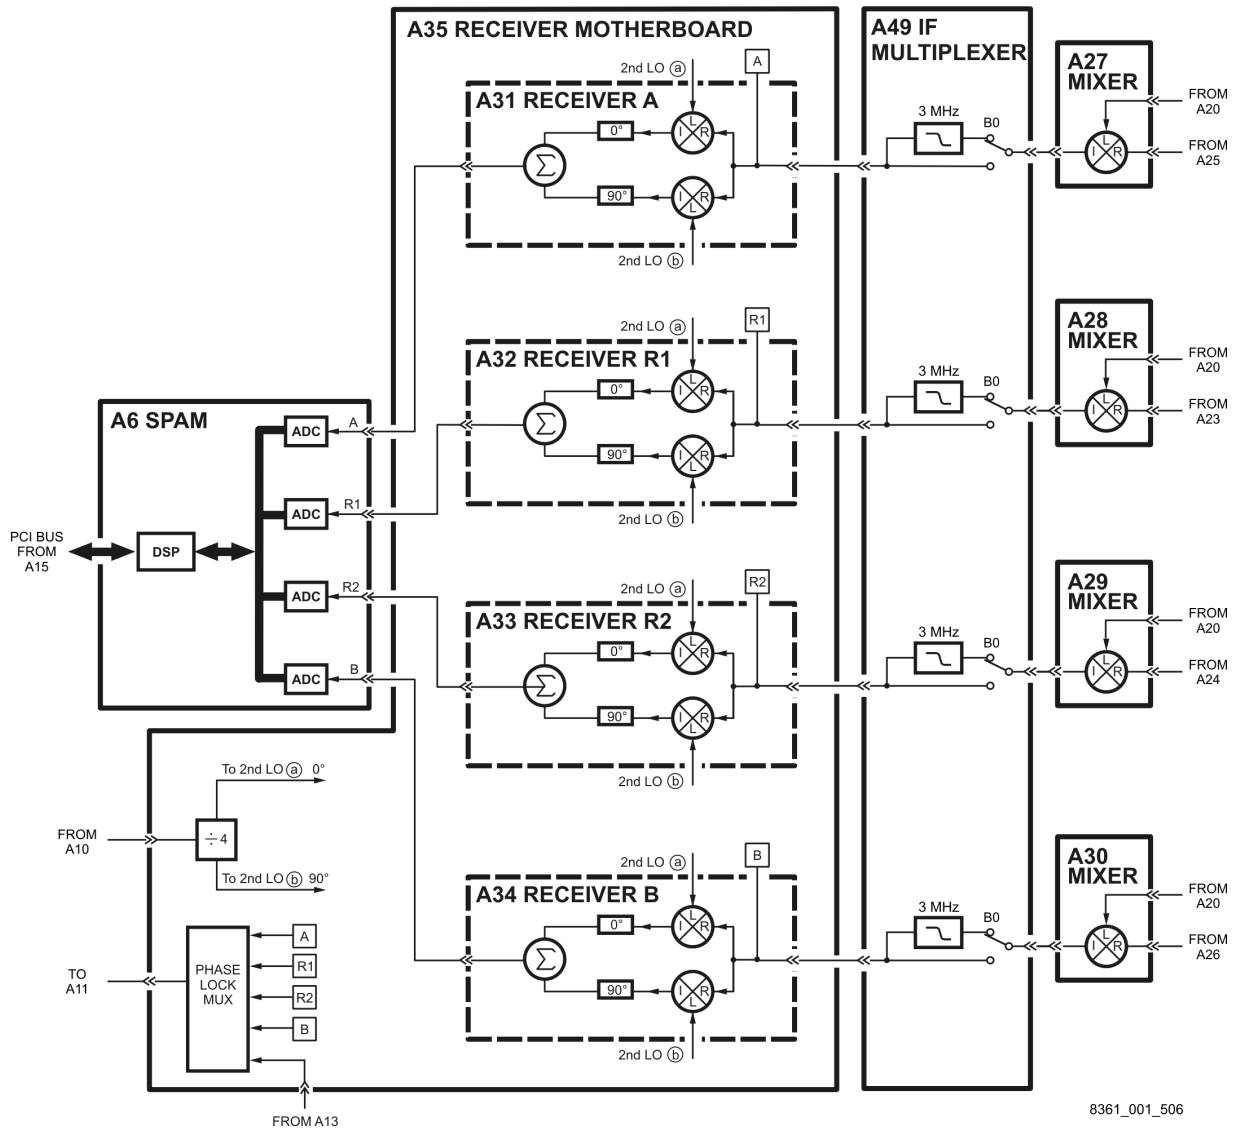 A35 RECEIVER MOTHERBOARD
A49 IF
MULTIPLEXER
A27
MIXER
2nd LO a
A
A31 RECEIVER A
0°
L
I
R
Σ
90°
I
R
L
2nd LO b
3 MHz
B0
L
I
R
FROM
A20
FROM
A25
2nd LO a
R1
A32 RECEIVER R1
0°
L
I
R
Σ
90°
I
R
L
2nd LO b
3 MHz
B0
A28
MIXER
L
I
R
FROM
A20
FROM
A23
A6 SPAM
ADC
A
ADC
R1
PCI BUS
FROM
A15
DSP
ADC
R2
ADC
B
2nd LO a
R2
A33 RECEIVER R2
0°
L
I
R
Σ
90°
I
R
L
2nd LO b
3 MHz
B0
A29
MIXER
L
I
R
FROM
A20
FROM
A24
To 2nd LO a 0°
FROM
A10
÷4
To 2nd LO b 90°
2nd LO a
B
A34 RECEIVER B
0°
L
I
R
Σ
90°
I
R
L
2nd LO b
3 MHz
B0
A30
MIXER
L
I
R
FROM
A20
FROM
A26
TO
A11
PHASE
LOCK
MUX
A
R1
R2
B
FROM A13
8361_001_506